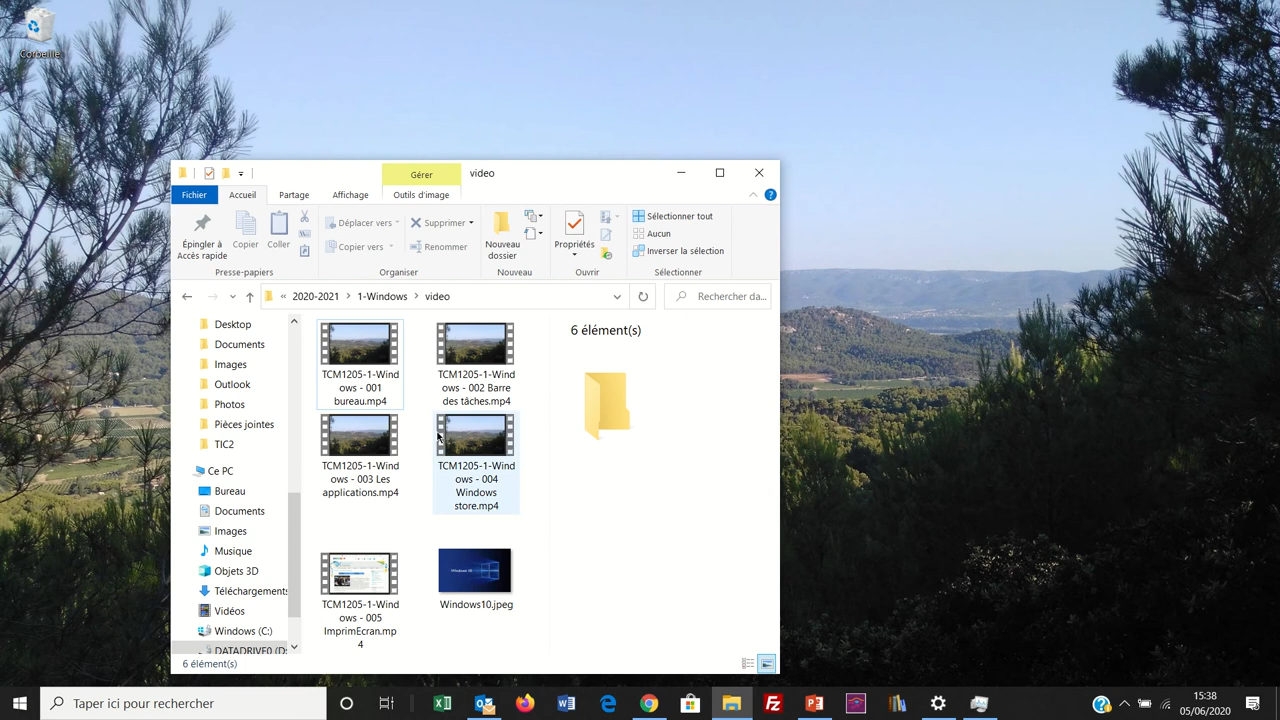 Corbeille
Gérer
video
Fichier
Accueil
Partage
Affichage
Outils d'image
Épingler à
Accès rapide
Copier
Coller
Presse-papiers
Déplacer vers
Copier vers
Supprimer
Renommer
Organiser
Nouveau
dossier
Nouveau
Propriétés
Ouvrir
Sélectionner tout
Aucun
Inverser la sélection
Sélectionner
« 2020-2021 > 1-Windows > video
Rechercher da...
Desktop
Documents
Images
Outlook
Photos
Pièces jointes
TIC2
Ce PC
Bureau
Documents
Images
Musique
Objets 3D
Téléchargements
Vidéos
Windows (C:)
DATADRIVE0 (D:
TCM1205-1-Wind
ows - 001
bureau.mp4
TCM1205-1-Wind
ows - 002 Barre
des tâches.mp4
TCM1205-1-Wind
ows - 003 Les
applications.mp4
TCM1205-1-Wind
ows - 004
Windows
store.mp4
TCM1205-1-Wind
ows - 005
ImprimEcran.mp
4
Windows10.jpeg
6 élément(s)
6 élément(s)
Taper ici pour rechercher
15:38
05/06/2020